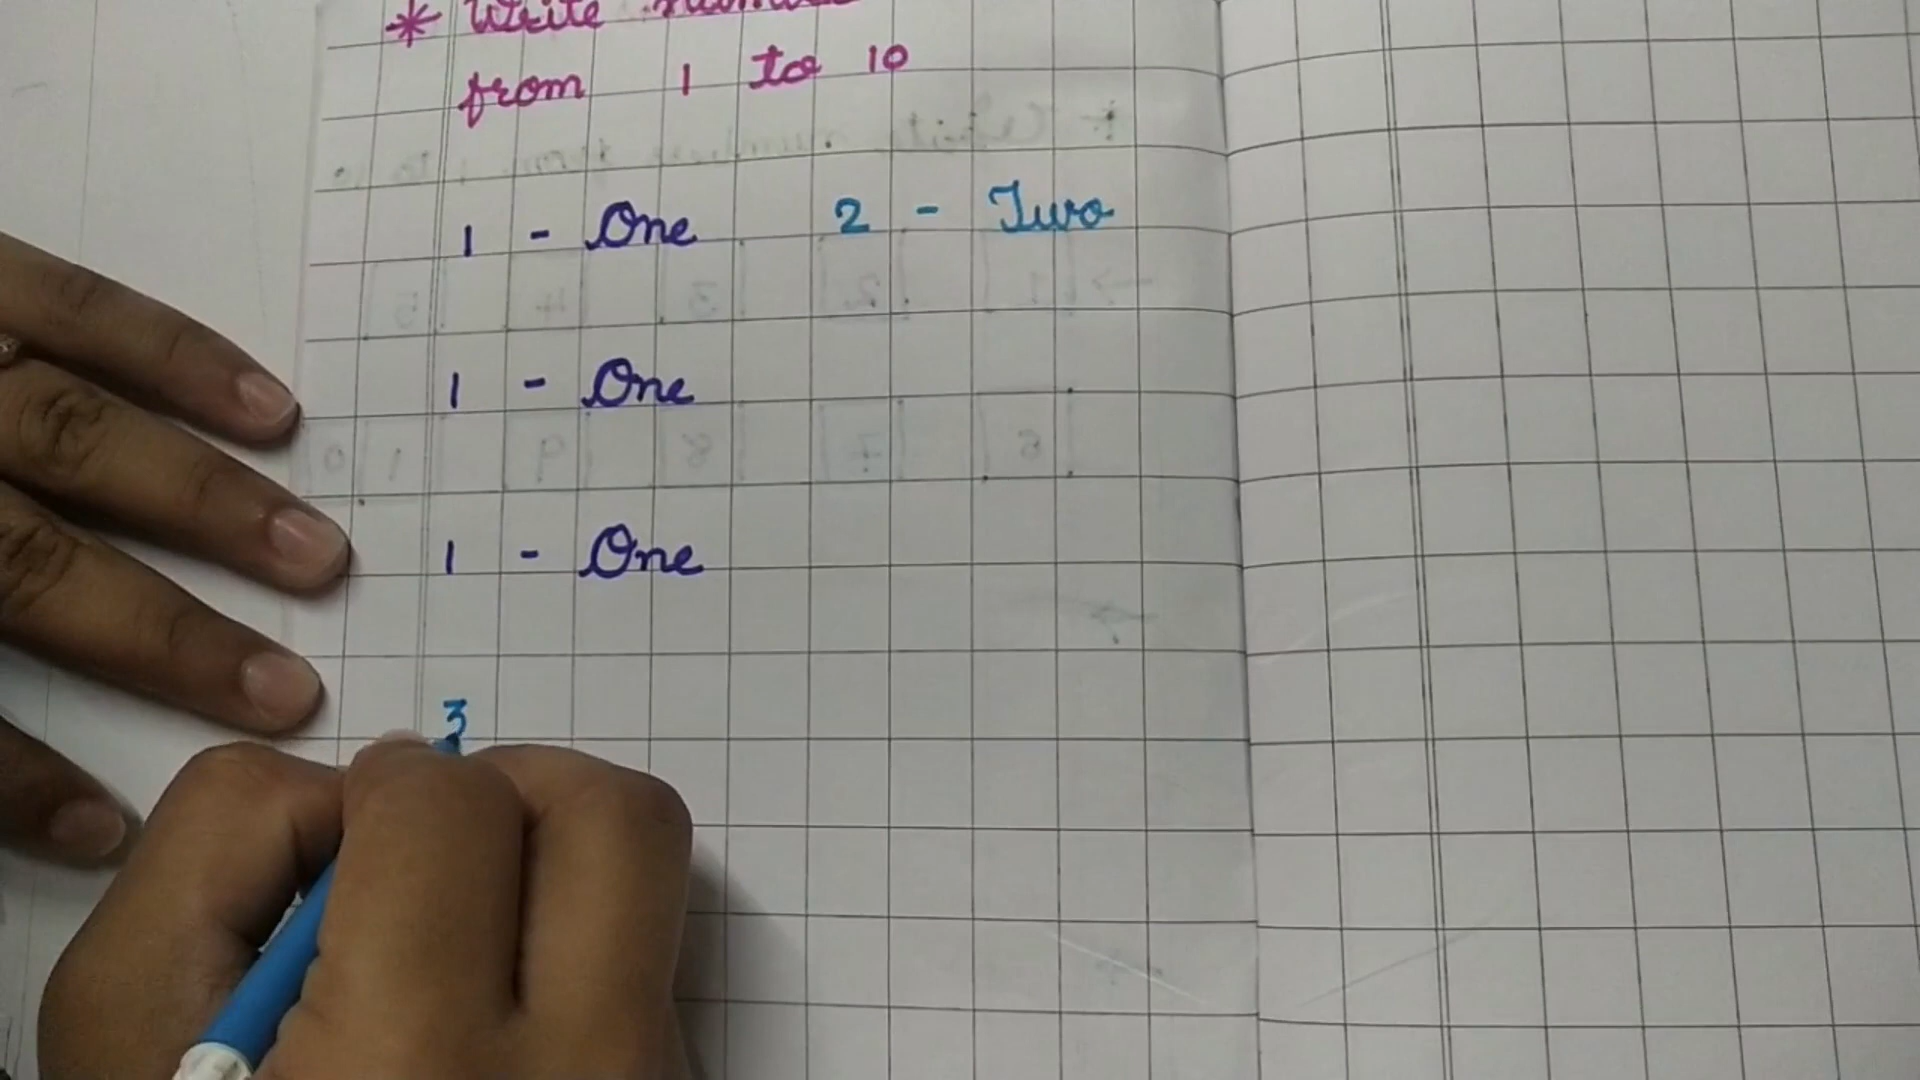 * Write
from 1 to 10
1 - One 2 - Two
1 - One
1 - One
3